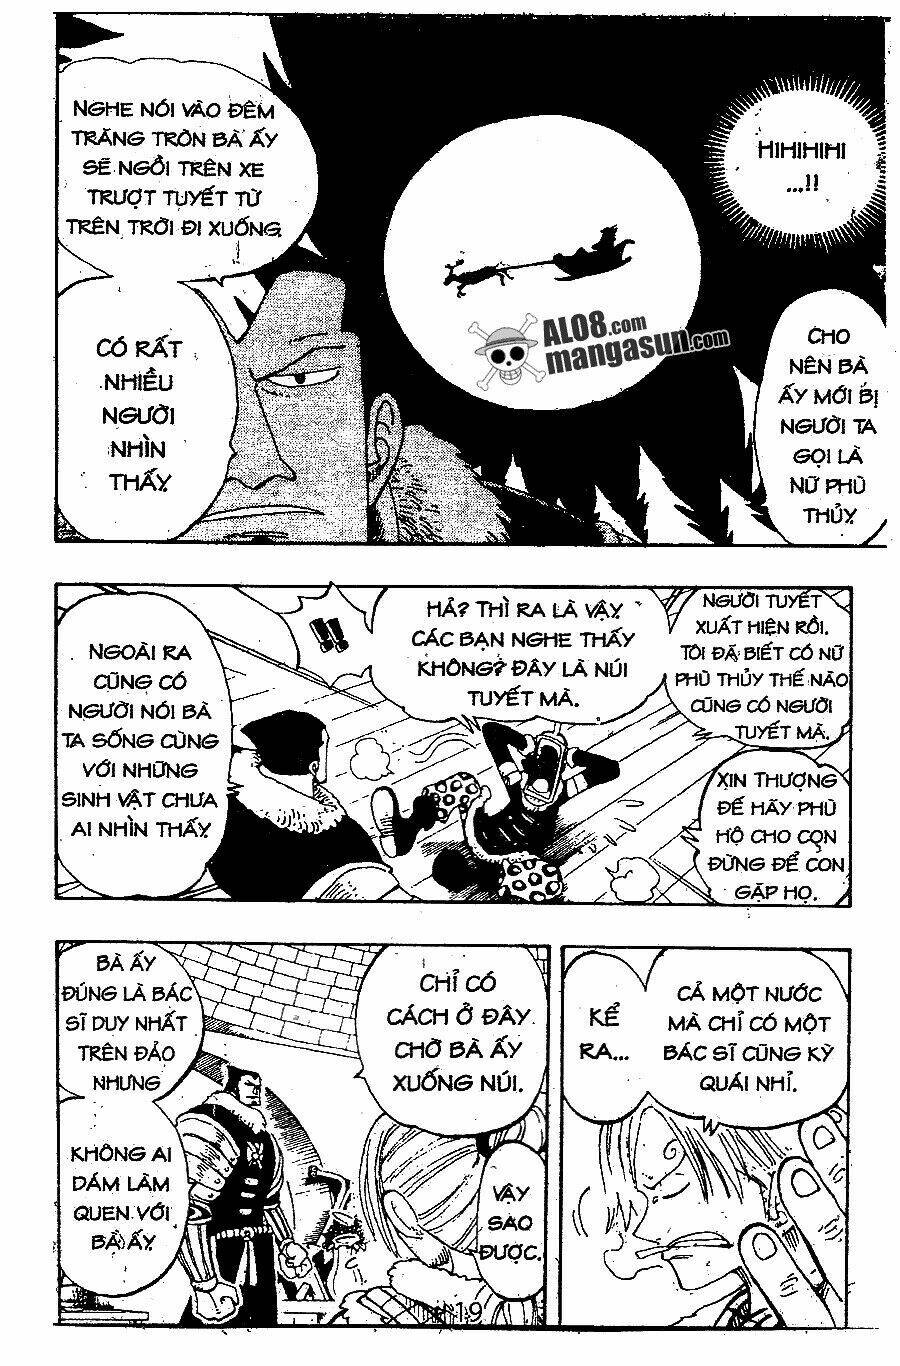 NGHE NÓI VÀO ĐÊM
TRĂNG TRÒN BÀ ẤY
SẼ NGỒI TRÊN XE
TRƯỢT TUYẾT TỪ
TRÊN TRỜI ĐI XUỐNG.
HIHIHIHI
...!!
CÓ RẤT
NHIỀU
NGƯỜI
NHÌN
THẤY.
CHO
NÊN BÀ
ẤY MỚI BỊ
NGƯỜI TA
GỌI LÀ
NỮ PHÙ
THỦY.
AL08.com
mangasun.com
NGOÀI RA
CŨNG CÓ
NGƯỜI NÓI BÀ
TA SỐNG CÙNG
VỚI NHỮNG
SINH VẬT CHƯA
AI NHÌN THẤY.
!!
HẢ? THÌ RA LÀ VẬY.
CÁC BẠN NGHE THẤY
KHÔNG? ĐÂY LÀ NÚI
TUYẾT MÀ.
NGƯỜI TUYẾT
XUẤT HIỆN RỒI.
TÔI ĐÃ BIẾT CÓ NỮ
PHÙ THỦY THẾ NÀO
CŨNG CÓ NGƯỜI
TUYẾT MÀ.
XIN THƯỢNG
ĐẾ HÃY PHÙ
HỘ CHO CON
ĐỪNG ĐỂ CON
GẶP HỌ.
BÀ ẤY
ĐÚNG LÀ BÁC
SĨ DUY NHẤT
TRÊN ĐẢO
NHƯNG
KHÔNG AI
DÁM LÀM
QUEN VỚI
BÀ ẤY.
CHỈ CÓ
CÁCH Ở ĐÂY
CHỜ BÀ ẤY
XUỐNG NÚI.
VẬY
SAO
ĐƯỢC.
KỂ
RA...
CẢ MỘT NƯỚC
MÀ CHỈ CÓ MỘT
BÁC SĨ CŨNG KỲ
QUÁI NHỈ.
19